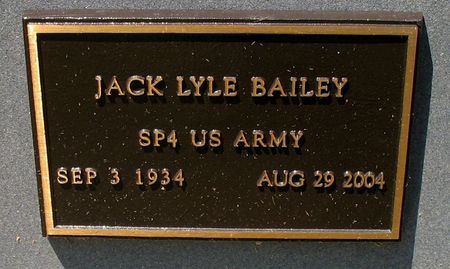 JACK LYLE BAILEY
SP4 US ARMY
SEP 3 1934 AUG 29 2004